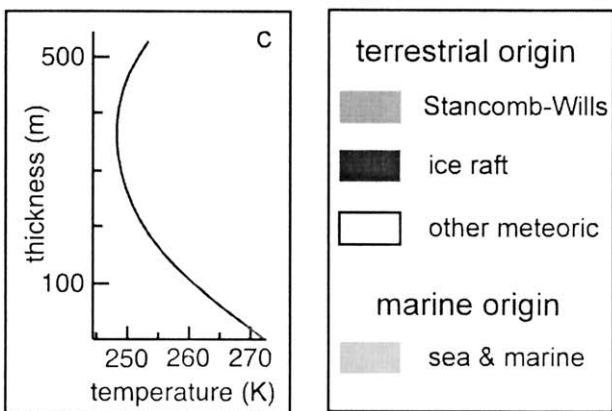 C
500
100
thickness (m)
250 260 270
temperature (K)
terrestrial origin
Stancomb-Wills
ice raft
other meteoric
marine origin
sea & marine